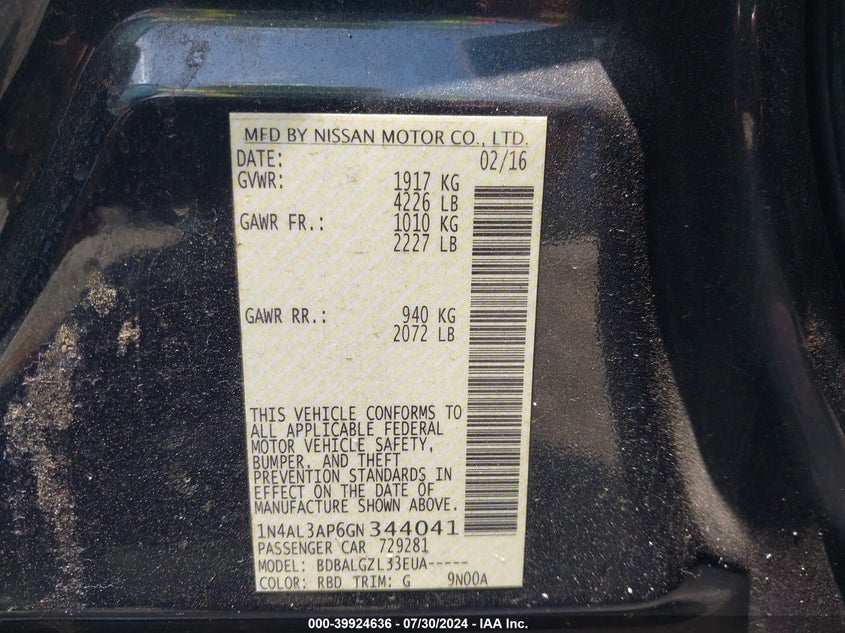 MFD BY NISSAN MOTOR CO., LTD.
DATE: 02/16
GVWR: 1917 KG
4226 LB
GAWR FR.: 1010 KG
2227 LB
GAWR RR.: 940 KG
2072 LB
THIS VEHICLE CONFORMS TO
ALL APPLICABLE FEDERAL
MOTOR VEHICLE SAFETY,
BUMPER, AND THEFT
PREVENTION STANDARDS IN
EFFECT ON THE DATE OF
MANUFACTURE SHOWN ABOVE.
1N4AL3AP6GN344041
PASSENGER CAR 729281
MODEL: BDBALGZL33EUA-----
COLOR: RBD TRIM: G 9N00A
000-39924636 - 07/30/2024 - IAA Inc.